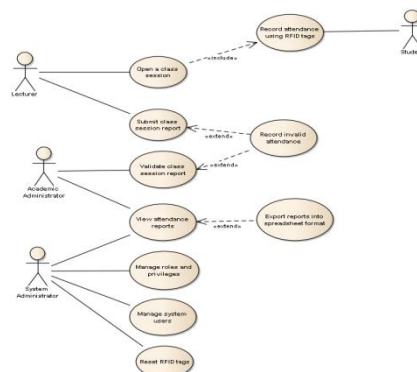 Record attendance
using RFID tags
Student
Open a class
session
«include»
Lecturer
Submit class
session report
Record invalid
attendance
«extend»
Validate class
session report
«extend»
Academic
Administrator
View attendance
reports
Export reports into
spreadsheet format
«extend»
Manage roles and
privileges
System
Administrator
Manage system
users
Reset RFID tags